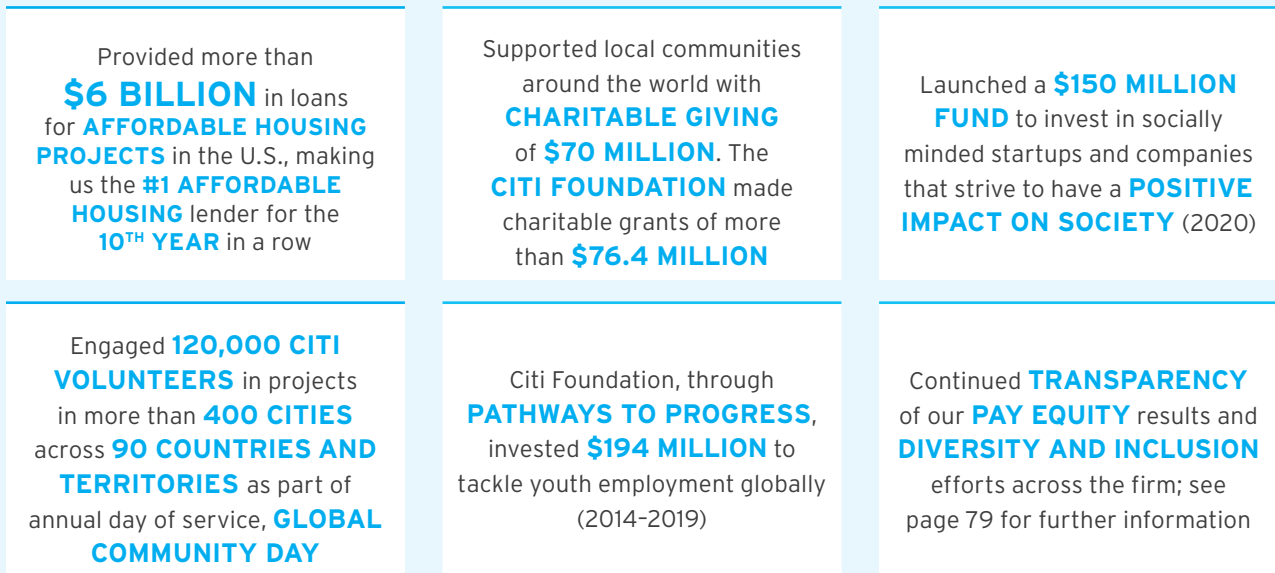 Provided more than
$6 BILLION in loans
for AFFORDABLE HOUSING
PROJECTS in the U.S., making
us the #1 AFFORDABLE
HOUSING lender for the
10TH YEAR in a row
Supported local communities
around the world with
CHARITABLE GIVING
of $70 MILLION. The
CITI FOUNDATION made
charitable grants of more
than $76.4 MILLION
Launched a $150 MILLION
FUND to invest in socially
minded startups and companies
that strive to have a POSITIVE
IMPACT ON SOCIETY (2020)
Engaged 120,000 CITI
VOLUNTEERS in projects
in more than 400 CITIES
across 90 COUNTRIES AND
TERRITORIES as part of
annual day of service, GLOBAL
COMMUNITY DAY
Citi Foundation, through
PATHWAYS TO PROGRESS,
invested $194 MILLION to
tackle youth employment globally
(2014–2019)
Continued TRANSPARENCY
of our PAY EQUITY results and
DIVERSITY AND INCLUSION
efforts across the firm; see
page 79 for further information